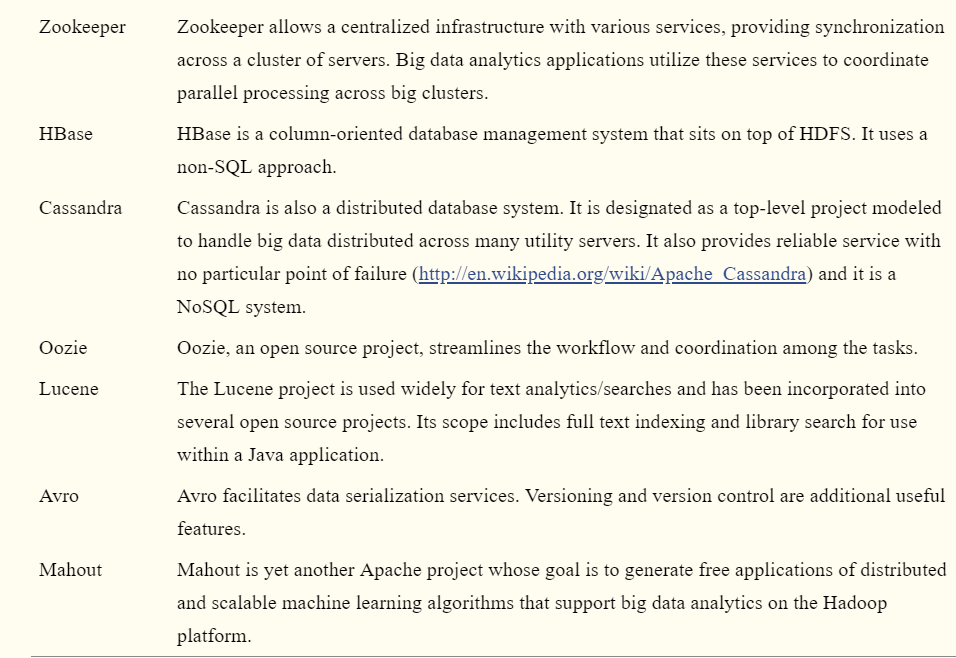 Zookeeper Zookeeper allows a centralized infrastructure with various services, providing synchronization
across a cluster of servers. Big data analytics applications utilize these services to coordinate
parallel processing across big clusters.
HBase HBase is a column-oriented database management system that sits on top of HDFS. It uses a
non-SQL approach.
Cassandra Cassandra is also a distributed database system. It is designated as a top-level project modeled
to handle big data distributed across many utility servers. It also provides reliable service with
no particular point of failure (http://en.wikipedia.org/wiki/Apache_Cassandra) and it is a
NoSQL system.
Oozie Oozie, an open source project, streamlines the workflow and coordination among the tasks.
Lucene The Lucene project is used widely for text analytics/searches and has been incorporated into
several open source projects. Its scope includes full text indexing and library search for use
within a Java application.
Avro Avro facilitates data serialization services. Versioning and version control are additional useful
features.
Mahout Mahout is yet another Apache project whose goal is to generate free applications of distributed
and scalable machine learning algorithms that support big data analytics on the Hadoop
platform.